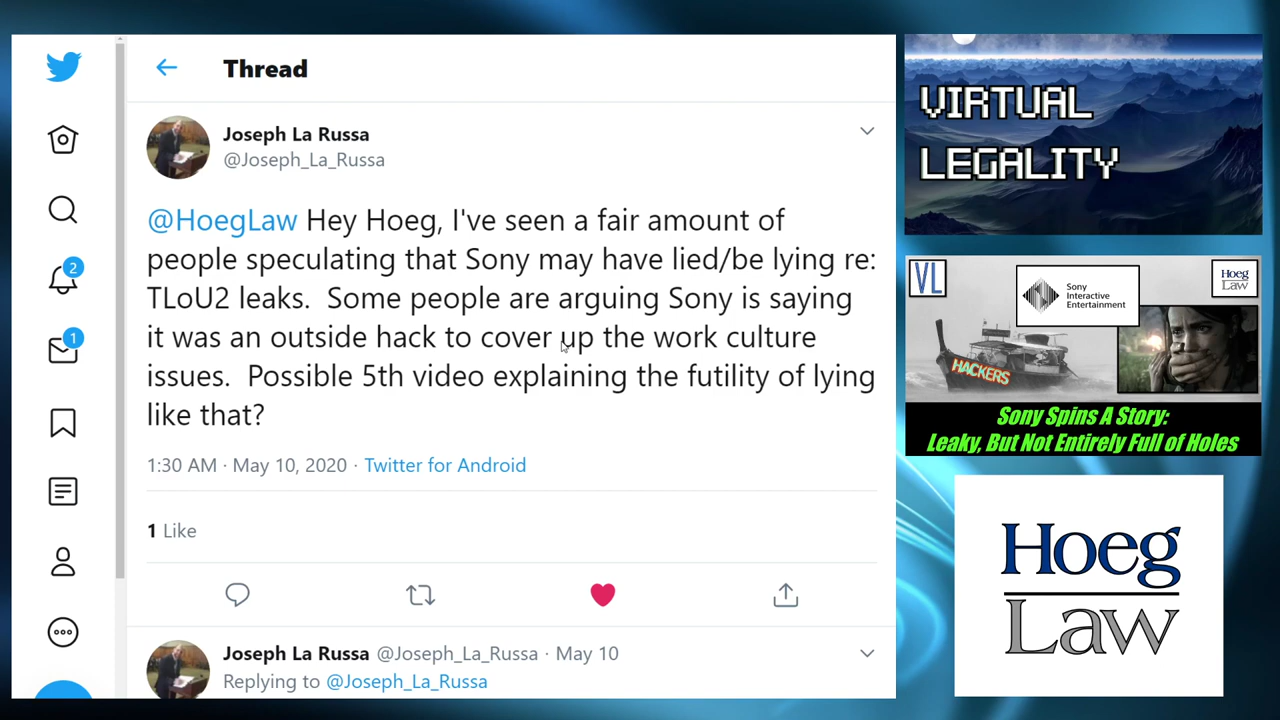 Thread
Joseph La Russa
@Joseph_La_Russa
@HoegLaw Hey Hoeg, I've seen a fair amount of
people speculating that Sony may have lied/be lying re:
TLoU2 leaks.  Some people are arguing Sony is saying
it was an outside hack to cover up the work culture
issues.  Possible 5th video explaining the futility of lying
like that?
1:30 AM · May 10, 2020 · Twitter for Android
1 Like
Joseph La Russa @Joseph_La_Russa · May 10
Replying to @Joseph_La_Russa
2
1
VIRTUAL
LEGALITY
VL
Sony
Interactive
Entertainment
Hoeg
Law
HACKERS
Sony Spins A Story:
Leaky, But Not Entirely Full of Holes
Hoeg
Law